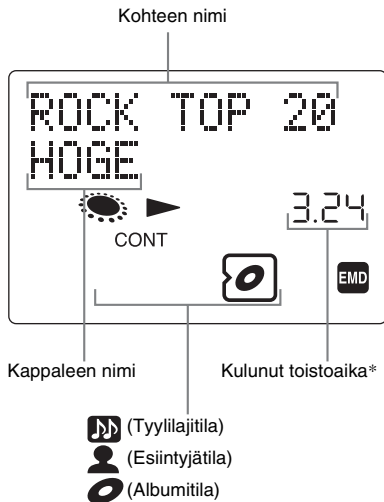 Kohteen nimi
ROCK TOP 20
HOGE
3.24
CONT
EMD
Kappaleen nimi
Kulunut toistoaika*
(Tyylilajitila)
(Esiintyjätila)
(Albumitila)